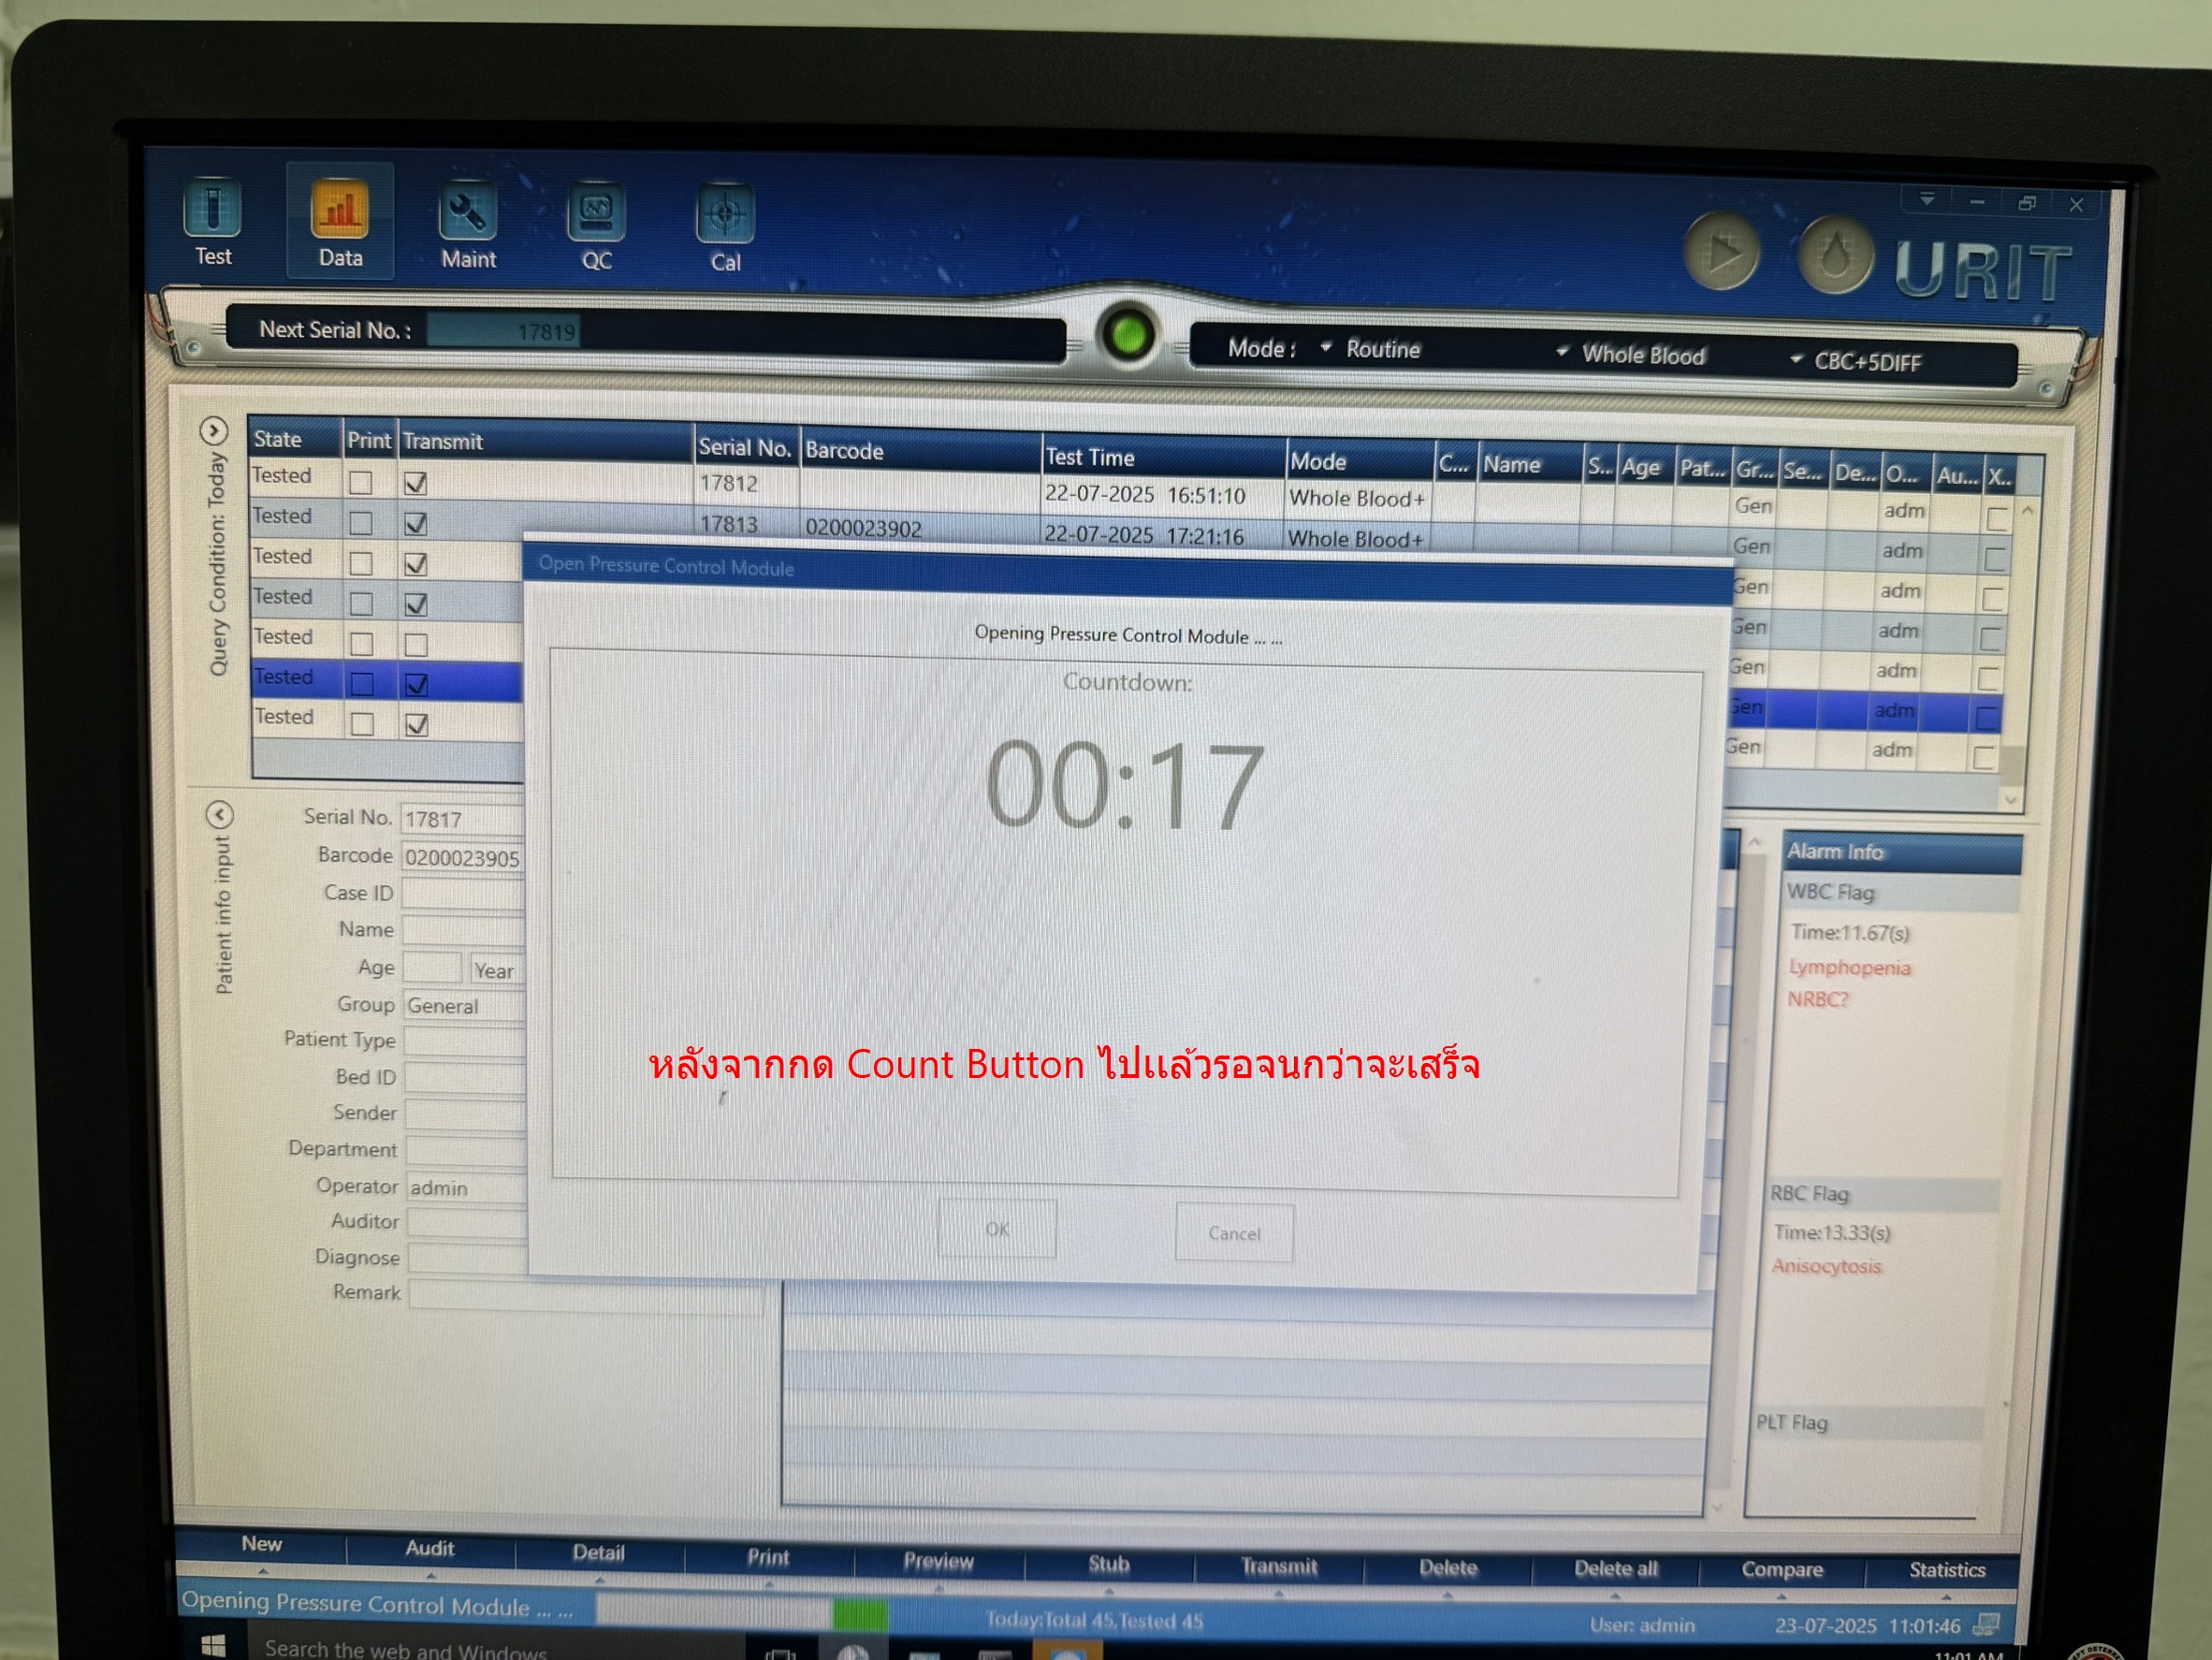 Test
Data
Maint
QC
Cal
URIT
Next Serial No. : 17819
Mode : Routine Whole Blood CBC+5DIFF
Query Condition: Today
State Print Transmit Serial No. Barcode Test Time Mode C... Name S... Age Pat... Gr... Se... De... O... Au... X..
Tested 17812 22-07-2025 16:51:10 Whole Blood+ Gen adm
Tested 17813 0200023902 22-07-2025 17:21:16 Whole Blood+ Gen adm
Tested Gen adm
Tested Gen adm
Tested Gen adm
Tested Gen adm
Tested Gen adm
Open Pressure Control Module
Opening Pressure Control Module ... ...
Countdown:
00:17
หลังจากกด Count Button ไปแล้วรอจนกว่าจะเสร็จ
OK
Cancel
Patient info input
Serial No. 17817
Barcode 0200023905
Case ID
Name
Age Year
Group General
Patient Type
Bed ID
Sender
Department
Operator admin
Auditor
Diagnose
Remark
Alarm Info
WBC Flag
Time:11.67(s)
Lymphopenia
NRBC?
RBC Flag
Time:13.33(s)
Anisocytosis
PLT Flag
New Audit Detail Print Preview Stub Transmit Delete Delete all Compare Statistics
Opening Pressure Control Module ... ... Today:Total 45,Tested 45 User: admin 23-07-2025 11:01:46
Search the web and Windows
11:01 AM